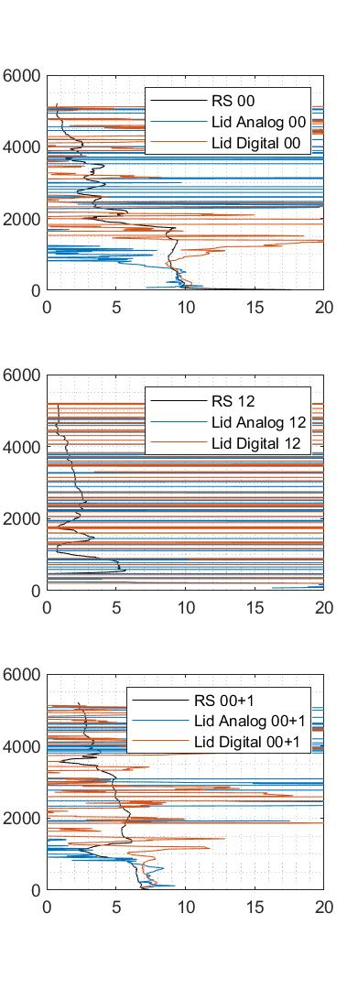 6000
RS 00
Lid Analog 00
Lid Digital 00
4000
2000
0
0 5 10 15 20
6000
RS 12
Lid Analog 12
Lid Digital 12
4000
2000
0
0 5 10 15 20
6000
RS 00+1
Lid Analog 00+1
Lid Digital 00+1
4000
2000
0
0 5 10 15 20